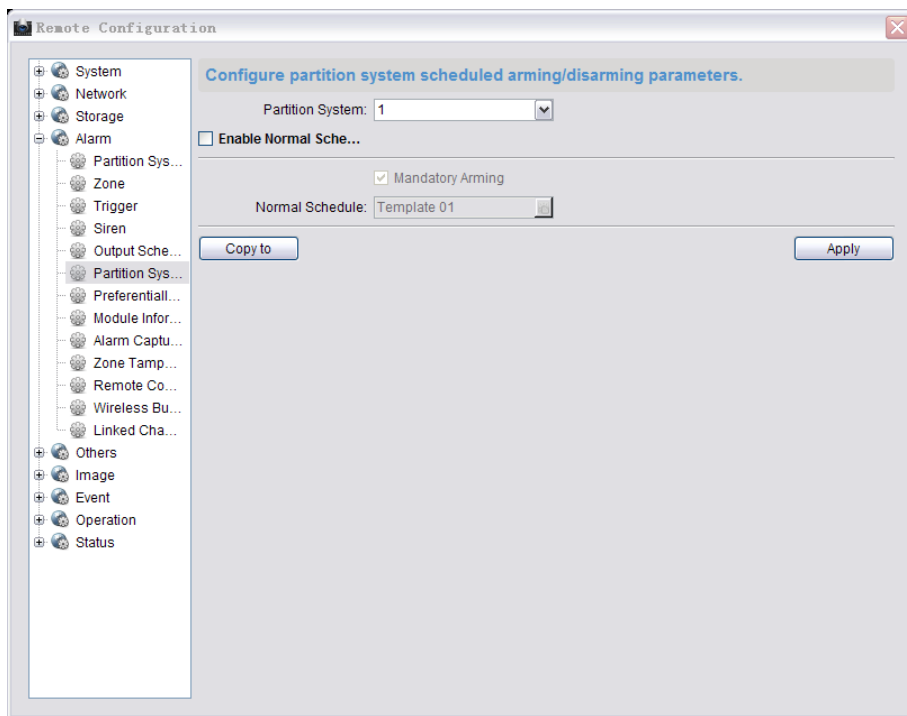 Remote Configuration
System
Network
Storage
Alarm
Partition Sys...
Zone
Trigger
Siren
Output Sche...
Partition Sys...
Preferentiall...
Module Infor...
Alarm Captu...
Zone Tamp...
Remote Co...
Wireless Bu...
Linked Cha...
Others
Image
Event
Operation
Status
Configure partition system scheduled arming/disarming parameters.
Partition System: 1
Enable Normal Sche...
Mandatory Arming
Normal Schedule: Template 01
Copy to
Apply